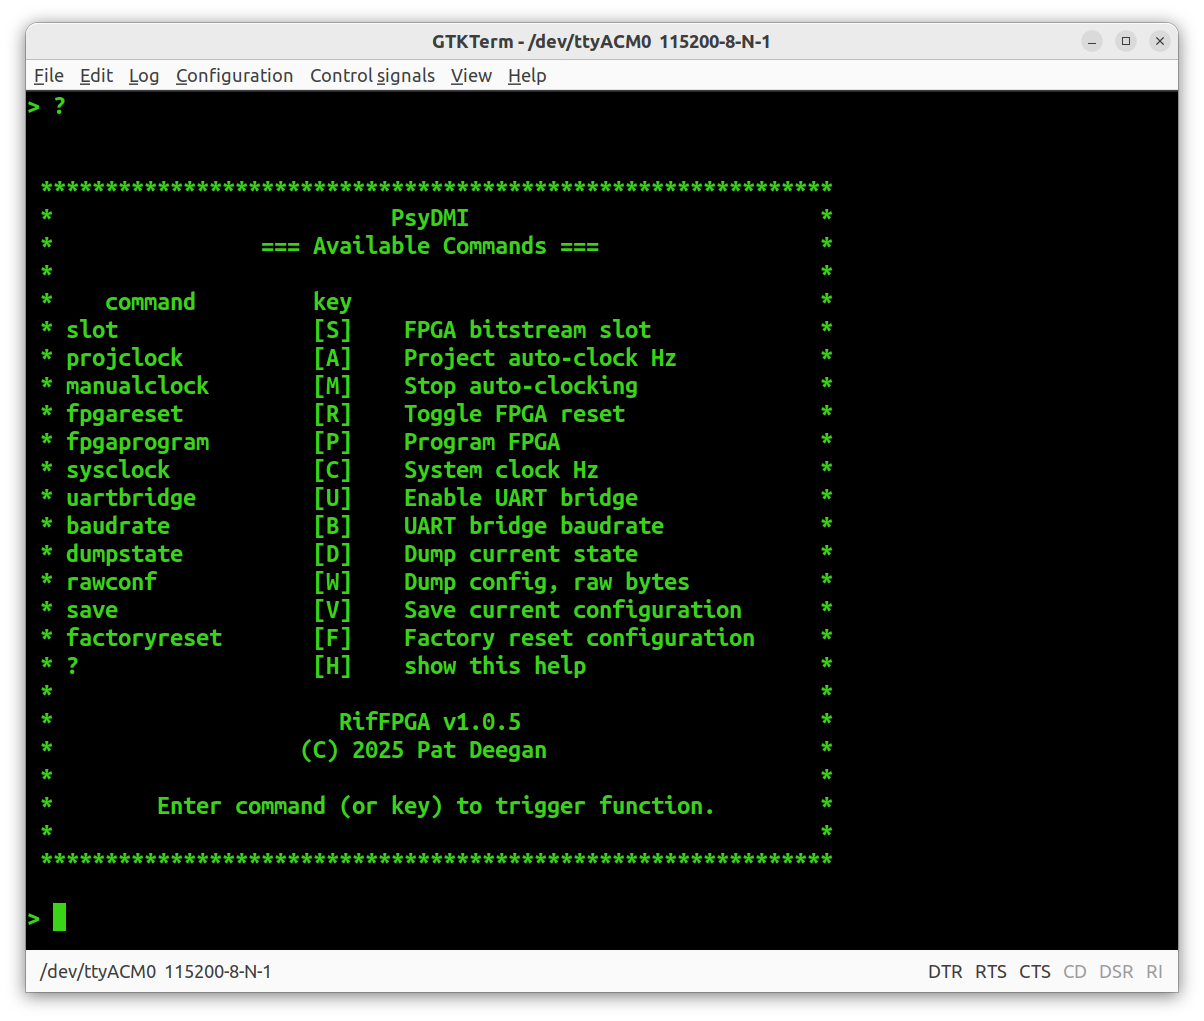 GTKTerm - /dev/ttyACM0 115200-8-N-1
File Edit Log Configuration Control signals View Help
> ?
*************************************************************
* PsyDMI *
* === Available Commands === *
* *
* command key *
* slot [S] FPGA bitstream slot *
* projclock [A] Project auto-clock Hz *
* manualclock [M] Stop auto-clocking *
* fpgareset [R] Toggle FPGA reset *
* fpgaprogram [P] Program FPGA *
* sysclock [C] System clock Hz *
* uartbridge [U] Enable UART bridge *
* baudrate [B] UART bridge baudrate *
* dumpstate [D] Dump current state *
* rawconf [W] Dump config, raw bytes *
* save [V] Save current configuration *
* factoryreset [F] Factory reset configuration *
* ? [H] show this help *
* *
* RifFPGA v1.0.5 *
* (C) 2025 Pat Deegan *
* *
* Enter command (or key) to trigger function. *
* *
*************************************************************
>
/dev/ttyACM0 115200-8-N-1 DTR RTS CTS CD DSR RI